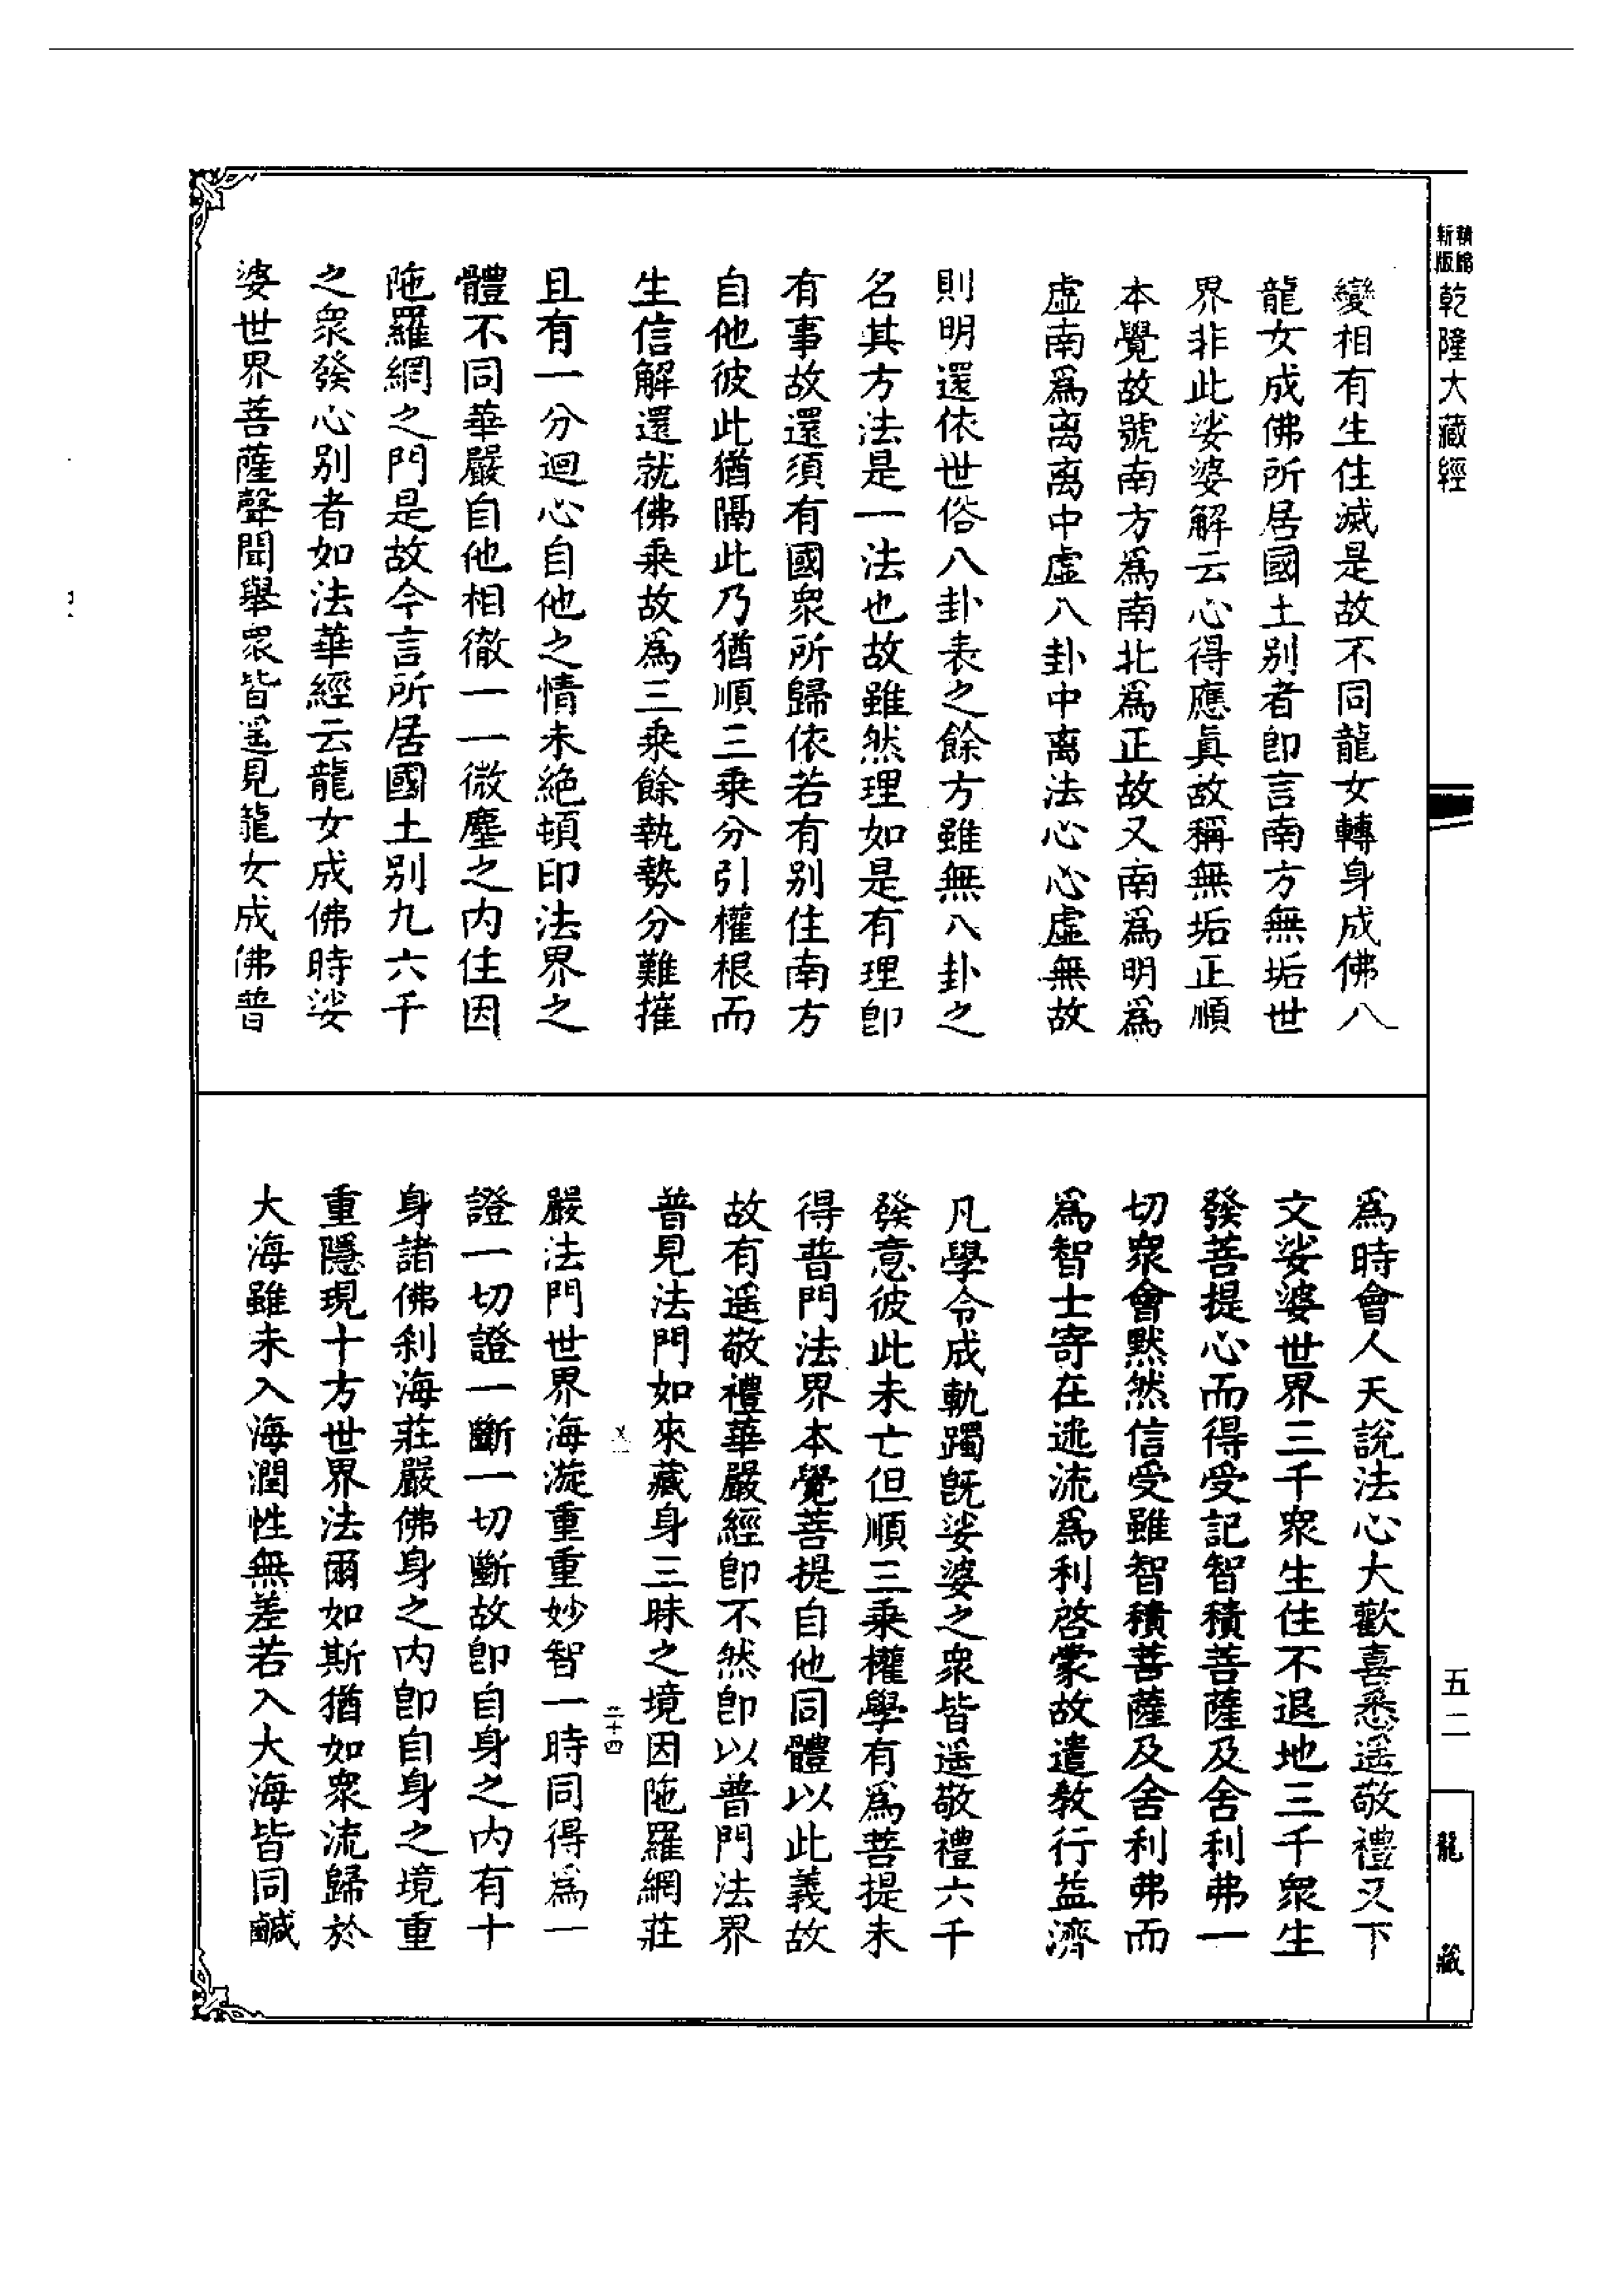 精縮
新版
乾隆大藏經
變相有生住滅是故不同龍女轉身成佛八
龍女成佛所居國土别者即言南方無垢世
界非此娑婆解云心得應眞故稱無垢正順
本覺故號南方爲南北爲正故又南爲明爲
虛南爲离离中虛八卦中离法心心虛無故
則明還依世俗八卦表之餘方雖無八卦之
名其方法是一法也故雖然理如是有理即
有事故還須有國衆所歸依若有别住南方
自他彼此猶隔此乃猶順三乘分引權根而
生信解還就佛乘故爲三乘餘執勢分難摧
且有一分迴心自他之情未絶頓印法界之
體不同華嚴自他相徹一一微塵之内住因
陁羅網之門是故今言所居國土别九六千
之衆發心别者如法華經云龍女成佛時娑
婆世界菩薩聲聞舉衆皆遥見龍女成佛普
爲時會人天說法心大歡喜悉遥敬禮又下
文娑婆世界三千衆生住不退地三千衆生
發菩提心而得受記智積菩薩及舍利弗一
切衆會默然信受雖智積菩薩及舍利弗而
爲智士寄在迹流爲利啓蒙故遣教行益濟
凡學令成軌躅旣娑婆之衆皆遥敬禮六千
發意彼此未亡但順三乘權學有爲菩提未
得普門法界本覺菩提自他同體以此義故
故有遥敬禮華嚴經即不然即以普門法界
普見法門如來藏身三昧之境因陁羅網莊
二十四
嚴法門世界海漩重重妙智一時同得爲一
證一切證一斷一切斷故即自身之内有十
身諸佛刹海莊嚴佛身之内即自身之境重
重隱現十方世界法爾如斯猶如衆流歸於
大海雖未入海潤性無差若入大海皆同鹹
五二
龍藏